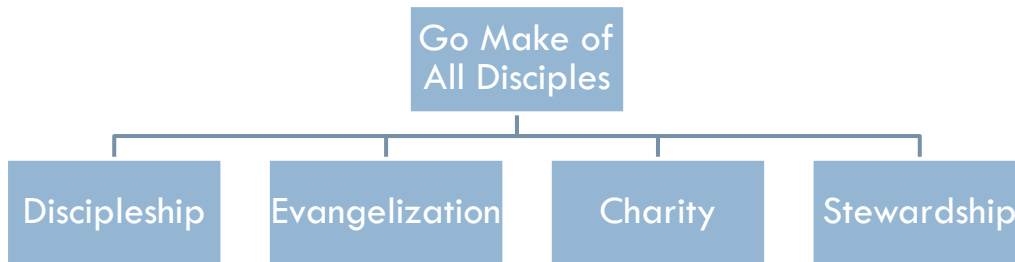 Go Make of
All Disciples
Discipleship
Evangelization
Charity
Stewardship